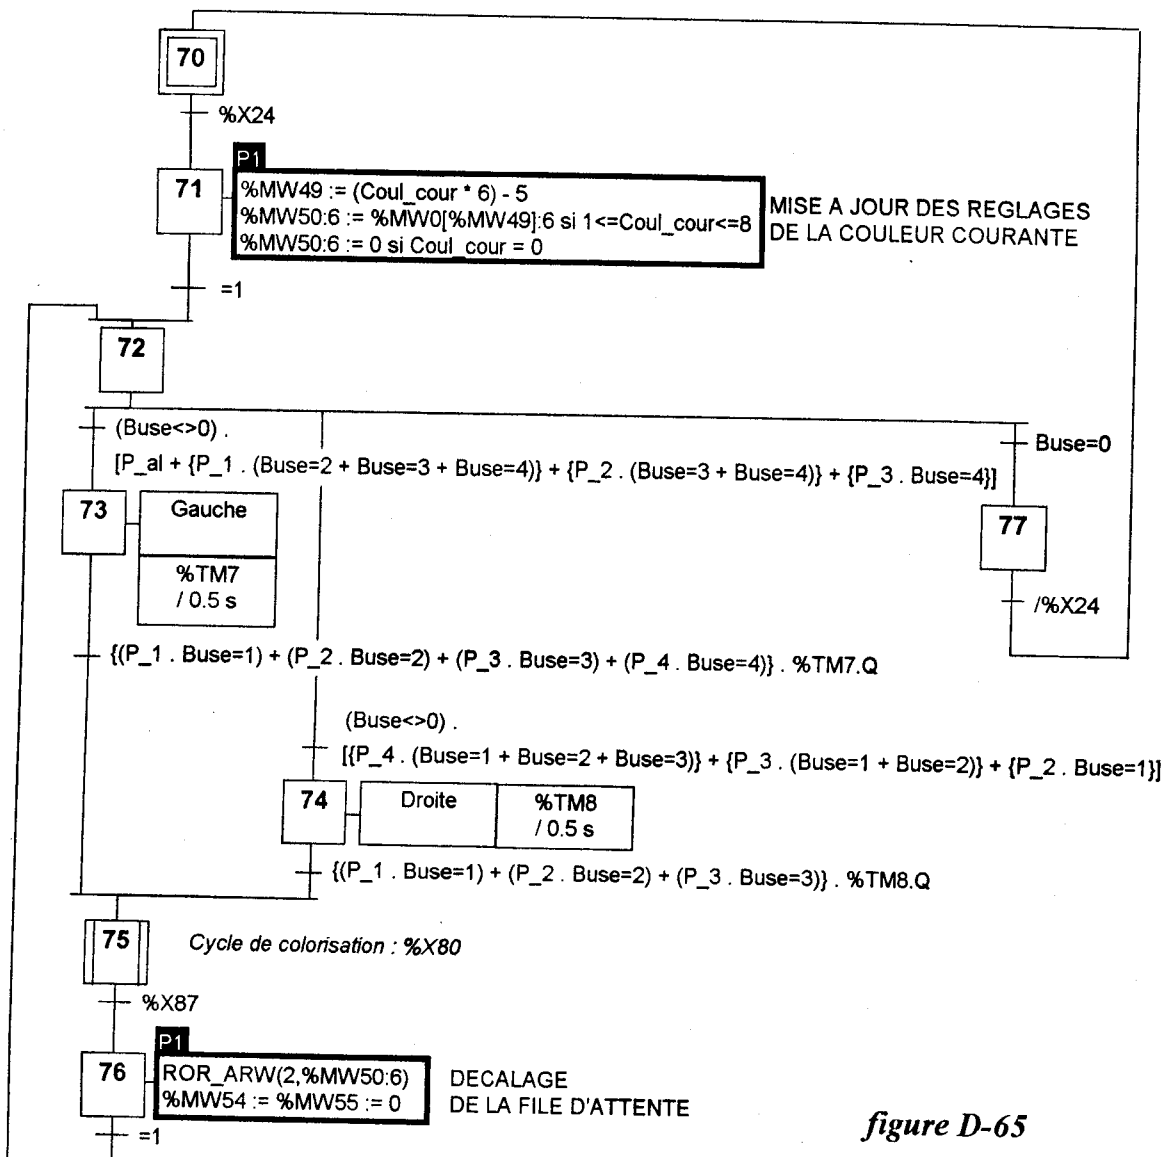 70
%X24
P1
71
%MW49 := (Coul_cour * 6) - 5
%MW50:6 := %MW0[%MW49]:6 si 1<=Coul_cour<=8
%MW50:6 := 0 si Coul_cour = 0
MISE A JOUR DES REGLAGES
DE LA COULEUR COURANTE
=1
72
(Buse<>0) .
[P_al + {P_1 . (Buse=2 + Buse=3 + Buse=4)} + {P_2 . (Buse=3 + Buse=4)} + {P_3 . Buse=4}]
Buse=0
73
Gauche
%TM7
/ 0.5 s
77
/%X24
{(P_1 . Buse=1) + (P_2 . Buse=2) + (P_3 . Buse=3) + (P_4 . Buse=4)} . %TM7.Q
(Buse<>0) .
[{P_4 . (Buse=1 + Buse=2 + Buse=3)} + {P_3 . (Buse=1 + Buse=2)} + {P_2 . Buse=1}]
74
Droite
%TM8
/ 0.5 s
{(P_1 . Buse=1) + (P_2 . Buse=2) + (P_3 . Buse=3)} . %TM8.Q
75
Cycle de colorisation : %X80
%X87
P1
76
ROR_ARW(2,%MW50:6)
%MW54 := %MW55 := 0
DECALAGE
DE LA FILE D'ATTENTE
=1
figure D-65